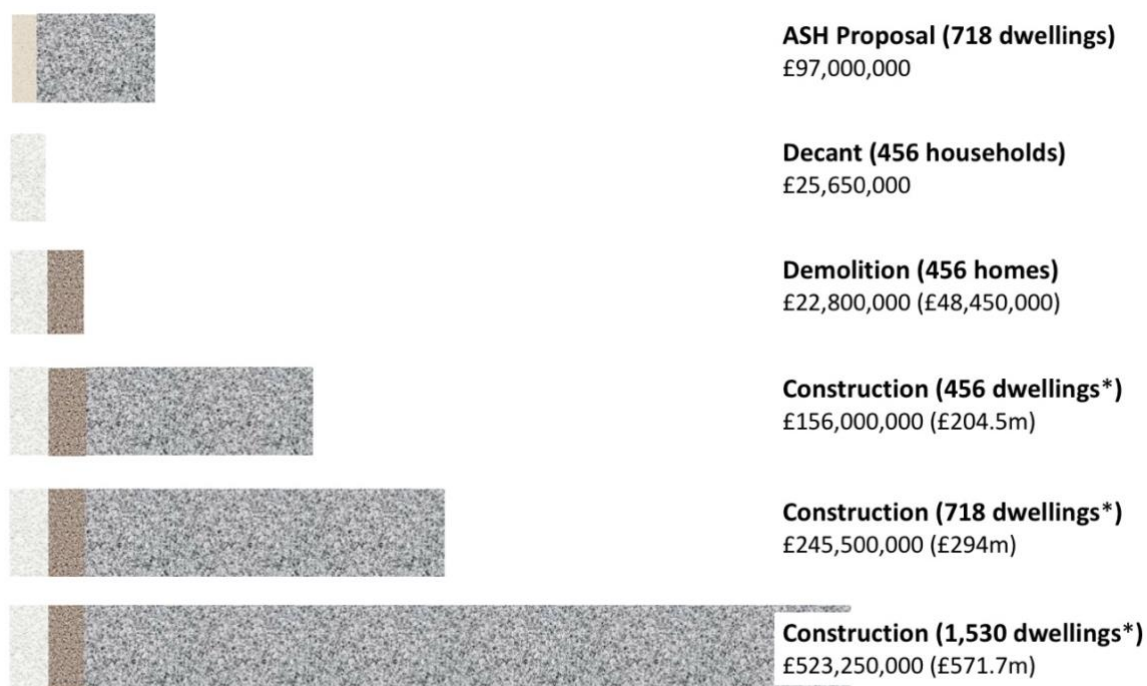 ASH Proposal (718 dwellings)
£97,000,000
Decant (456 households)
£25,650,000
Demolition (456 homes)
£22,800,000 (£48,450,000)
Construction (456 dwellings*)
£156,000,000 (£204.5m)
Construction (718 dwellings*)
£245,500,000 (£294m)
Construction (1,530 dwellings*)
£523,250,000 (£571.7m)